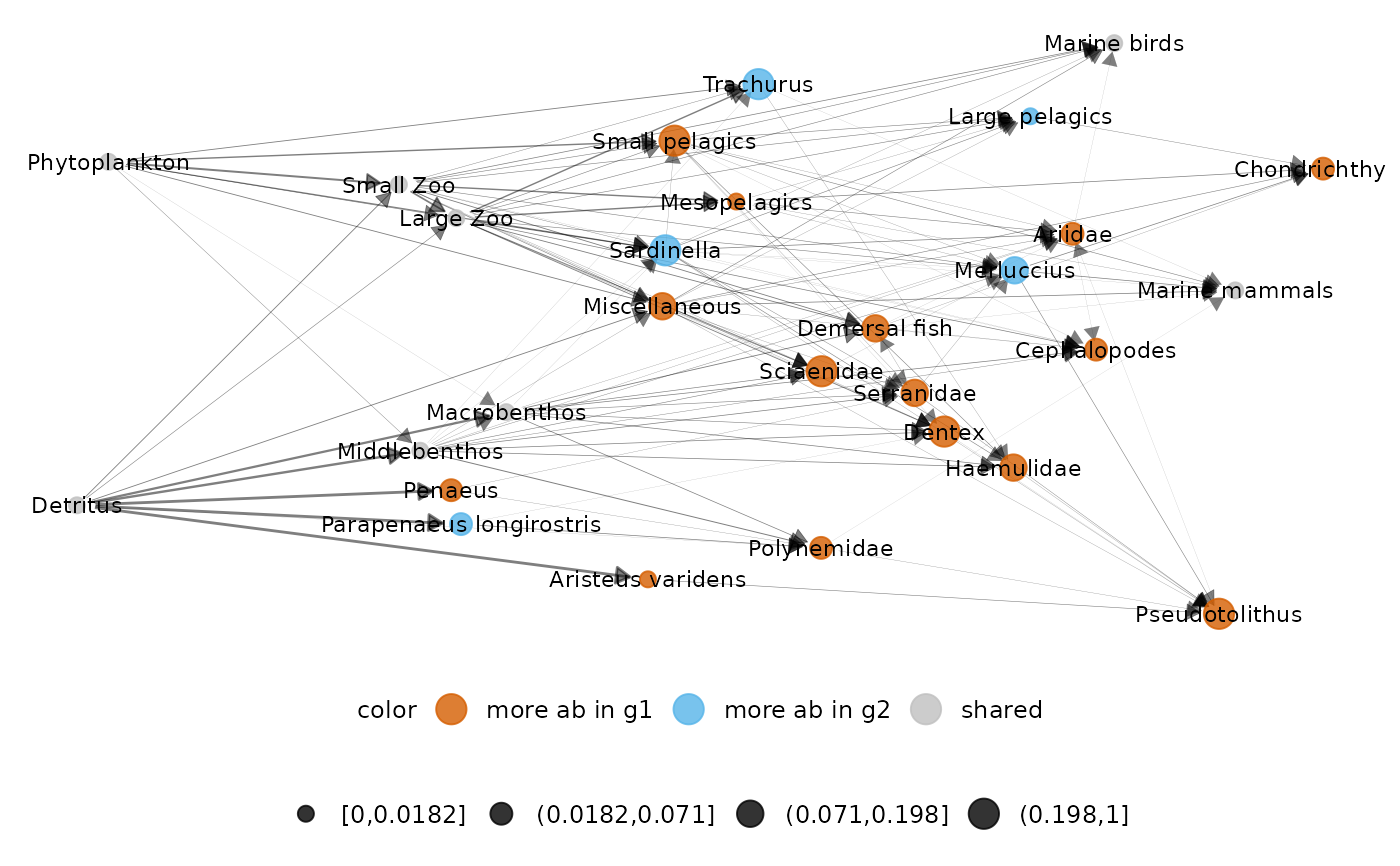 Marine birds
Trachurus
Large pelagics
Small pelagics
Phytoplankton
Chondrichthy
Small Zoo
Mesopelagics
Large Zoo
Ariidae
Sardinella
Merluccius
Marine mammals
Miscellaneous
Demersal fish
Cephalopodes
Sciaenidae
Serranidae
Macrobenthos
Dentex
Middlebenthos
Haemulidae
Penaeus
Detritus
Parapenaeus longirostris
Polynemidae
Aristeus varidens
Pseudotolithus
color more ab in g1 more ab in g2 shared
[0,0.0182] (0.0182,0.071] (0.071,0.198] (0.198,1]